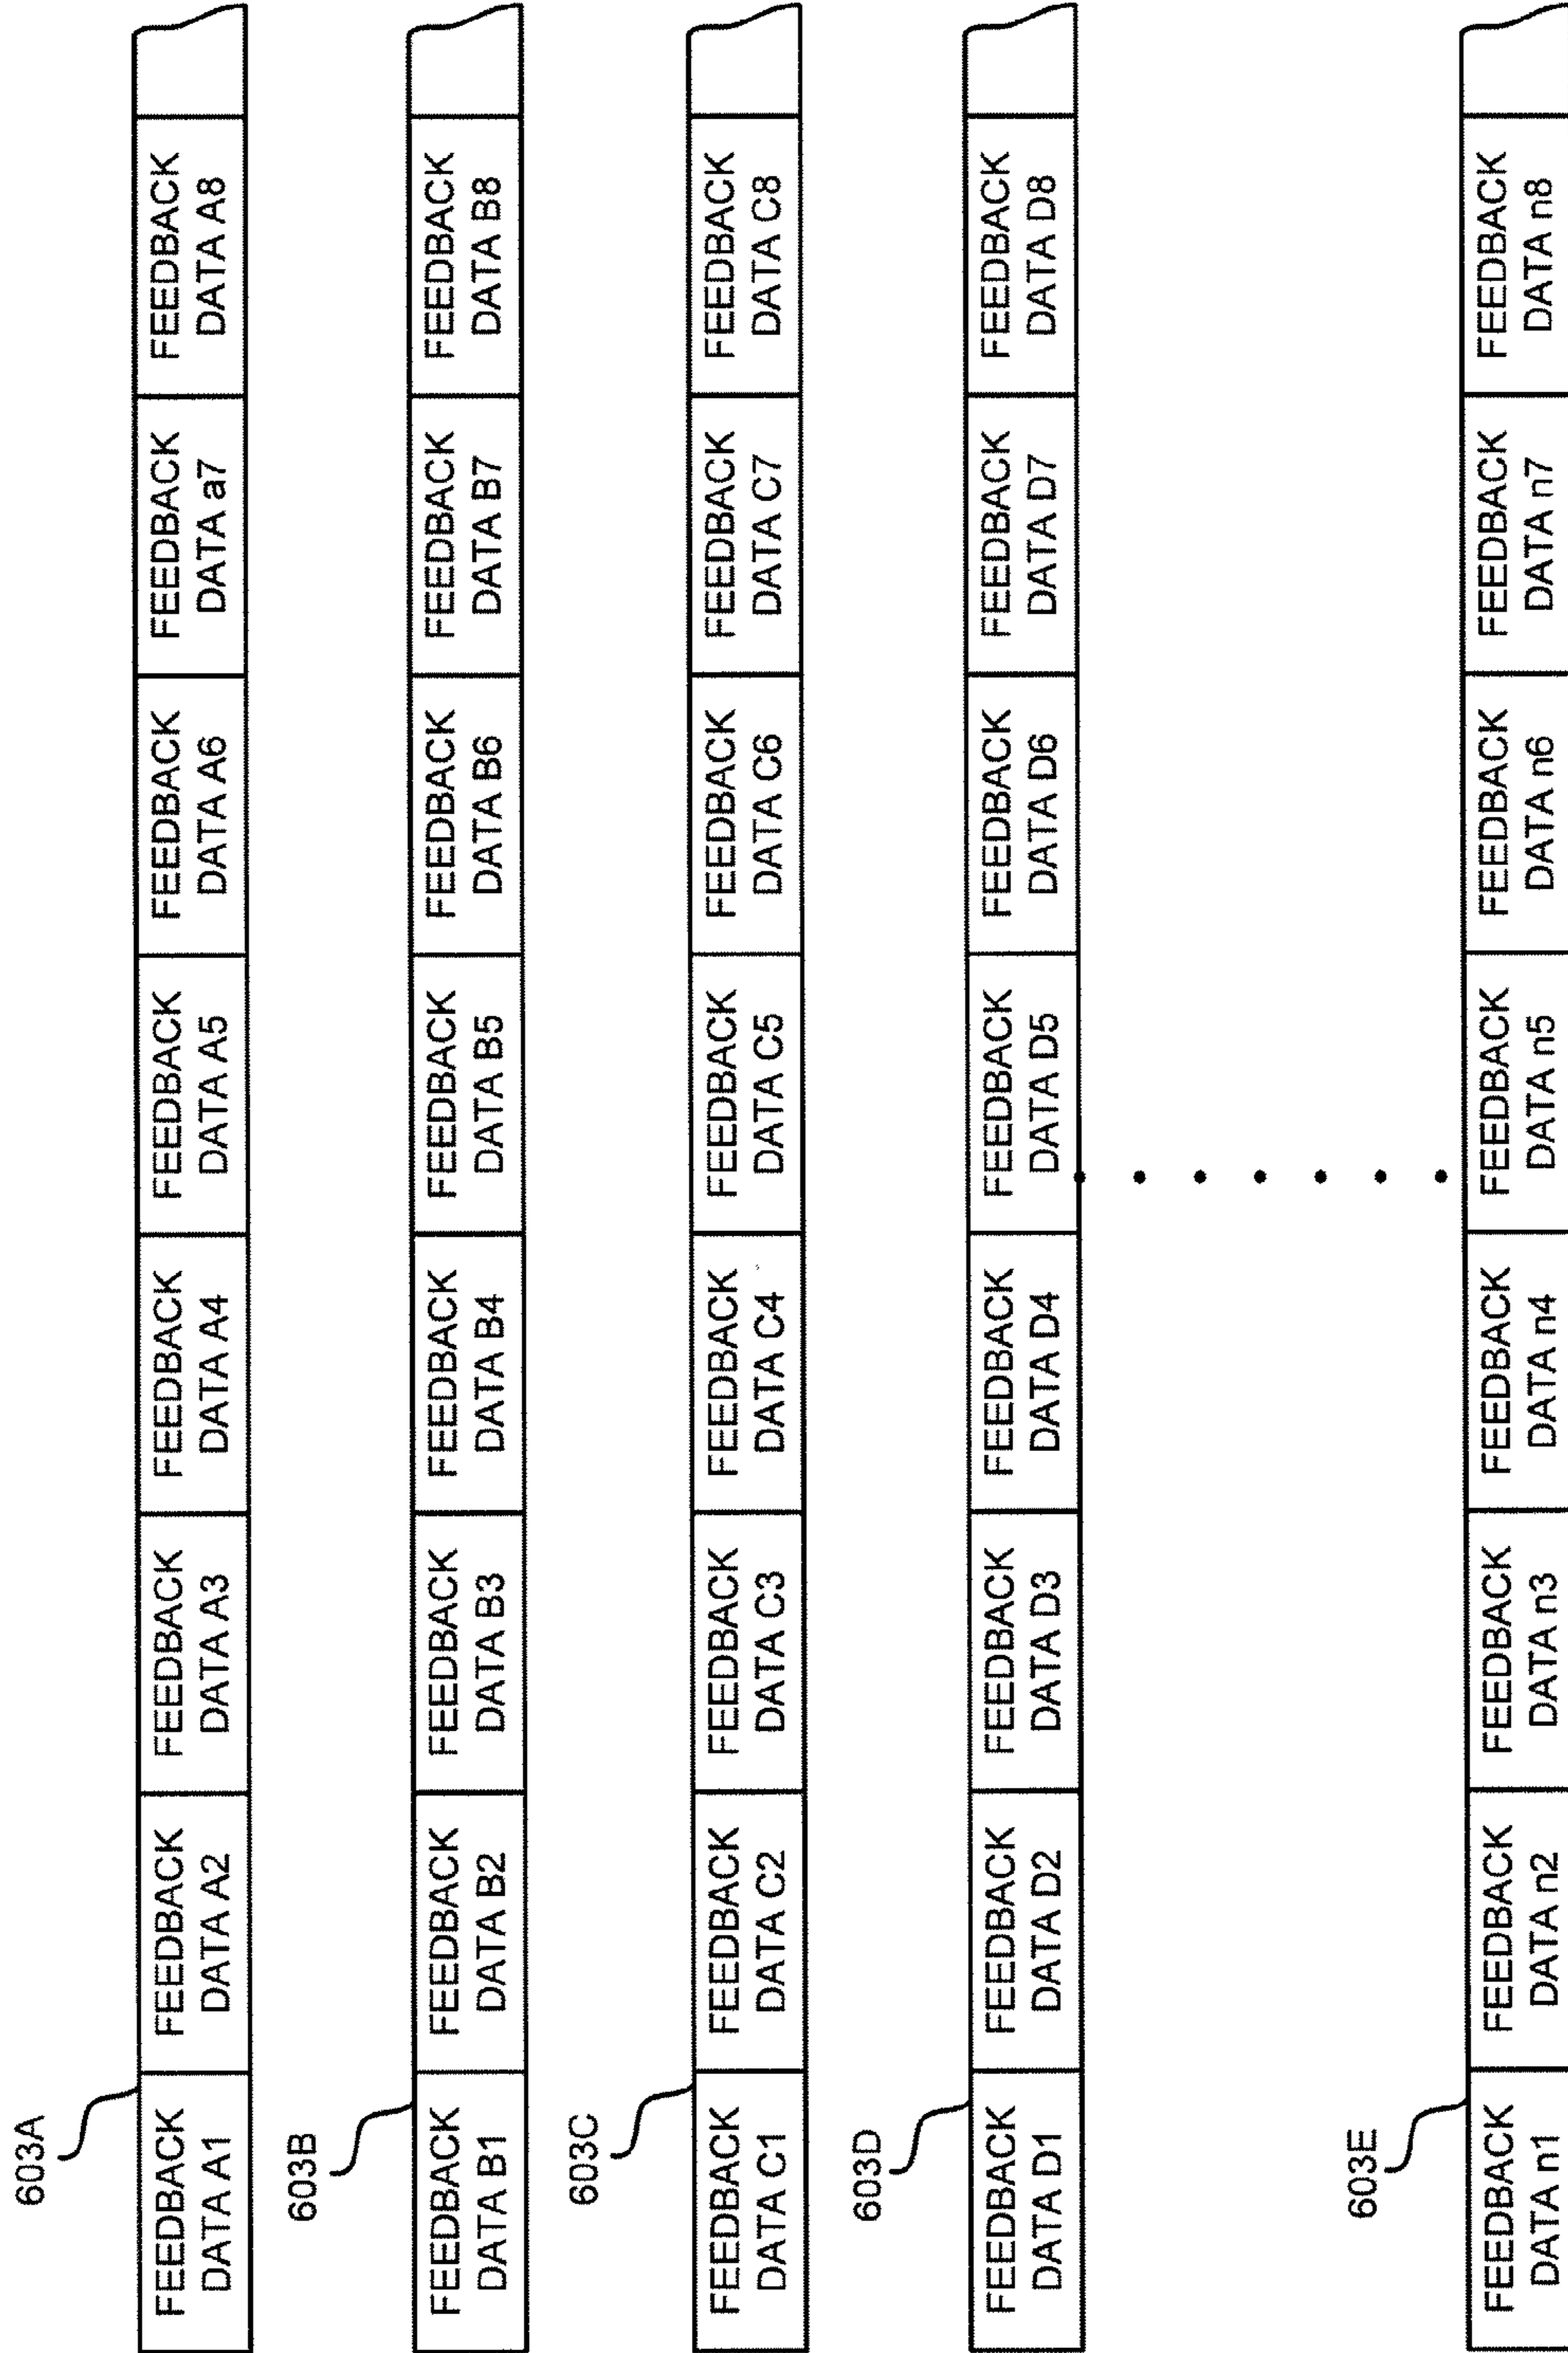 603A
FEEDBACK
DATA A1
FEEDBACK
DATA A2
FEEDBACK
DATA A3
FEEDBACK
DATA A4
FEEDBACK
DATA A5
FEEDBACK
DATA A6
FEEDBACK
DATA a7
FEEDBACK
DATA A8
603B
FEEDBACK
DATA B1
FEEDBACK
DATA B2
FEEDBACK
DATA B3
FEEDBACK
DATA B4
FEEDBACK
DATA B5
FEEDBACK
DATA B6
FEEDBACK
DATA B7
FEEDBACK
DATA B8
603C
FEEDBACK
DATA C1
FEEDBACK
DATA C2
FEEDBACK
DATA C3
FEEDBACK
DATA C4
FEEDBACK
DATA C5
FEEDBACK
DATA C6
FEEDBACK
DATA C7
FEEDBACK
DATA C8
603D
FEEDBACK
DATA D1
FEEDBACK
DATA D2
FEEDBACK
DATA D3
FEEDBACK
DATA D4
FEEDBACK
DATA D5
FEEDBACK
DATA D6
FEEDBACK
DATA D7
FEEDBACK
DATA D8
603E
FEEDBACK
DATA n1
FEEDBACK
DATA n2
FEEDBACK
DATA n3
FEEDBACK
DATA n4
FEEDBACK
DATA n5
FEEDBACK
DATA n6
FEEDBACK
DATA n7
FEEDBACK
DATA n8